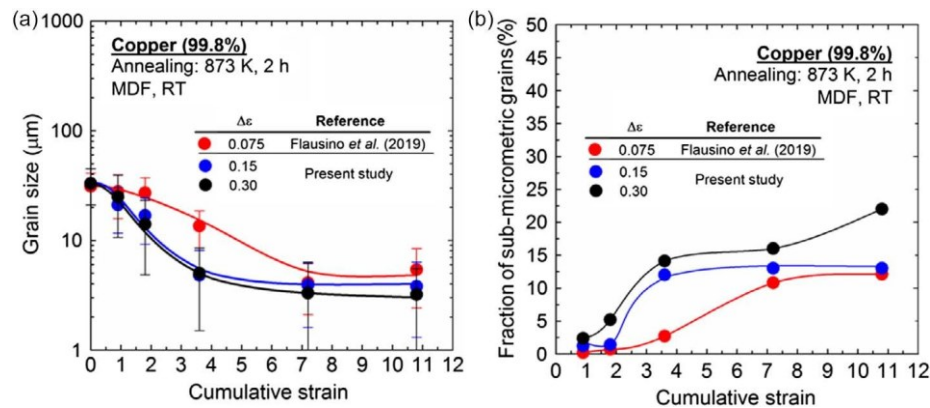 (a)
1000
100
10
1
Grain size (μm)
Copper (99.8%)
Annealing: 873 K, 2 h
MDF, RT
Δε Reference
0.075 Flausino et al. (2019)
0.15
Present study
0.30
0 1 2 3 4 5 6 7 8 9 10 11 12
Cumulative strain
(b)
50
45
40
35
30
25
20
15
10
5
0
Fraction of sub-micrometric grains(%)
Copper (99.8%)
Annealing: 873 K, 2 h
MDF, RT
Δε Reference
0.075 Flausino et al. (2019)
0.15
Present study
0.30
0 1 2 3 4 5 6 7 8 9 10 11 12
Cumulative strain